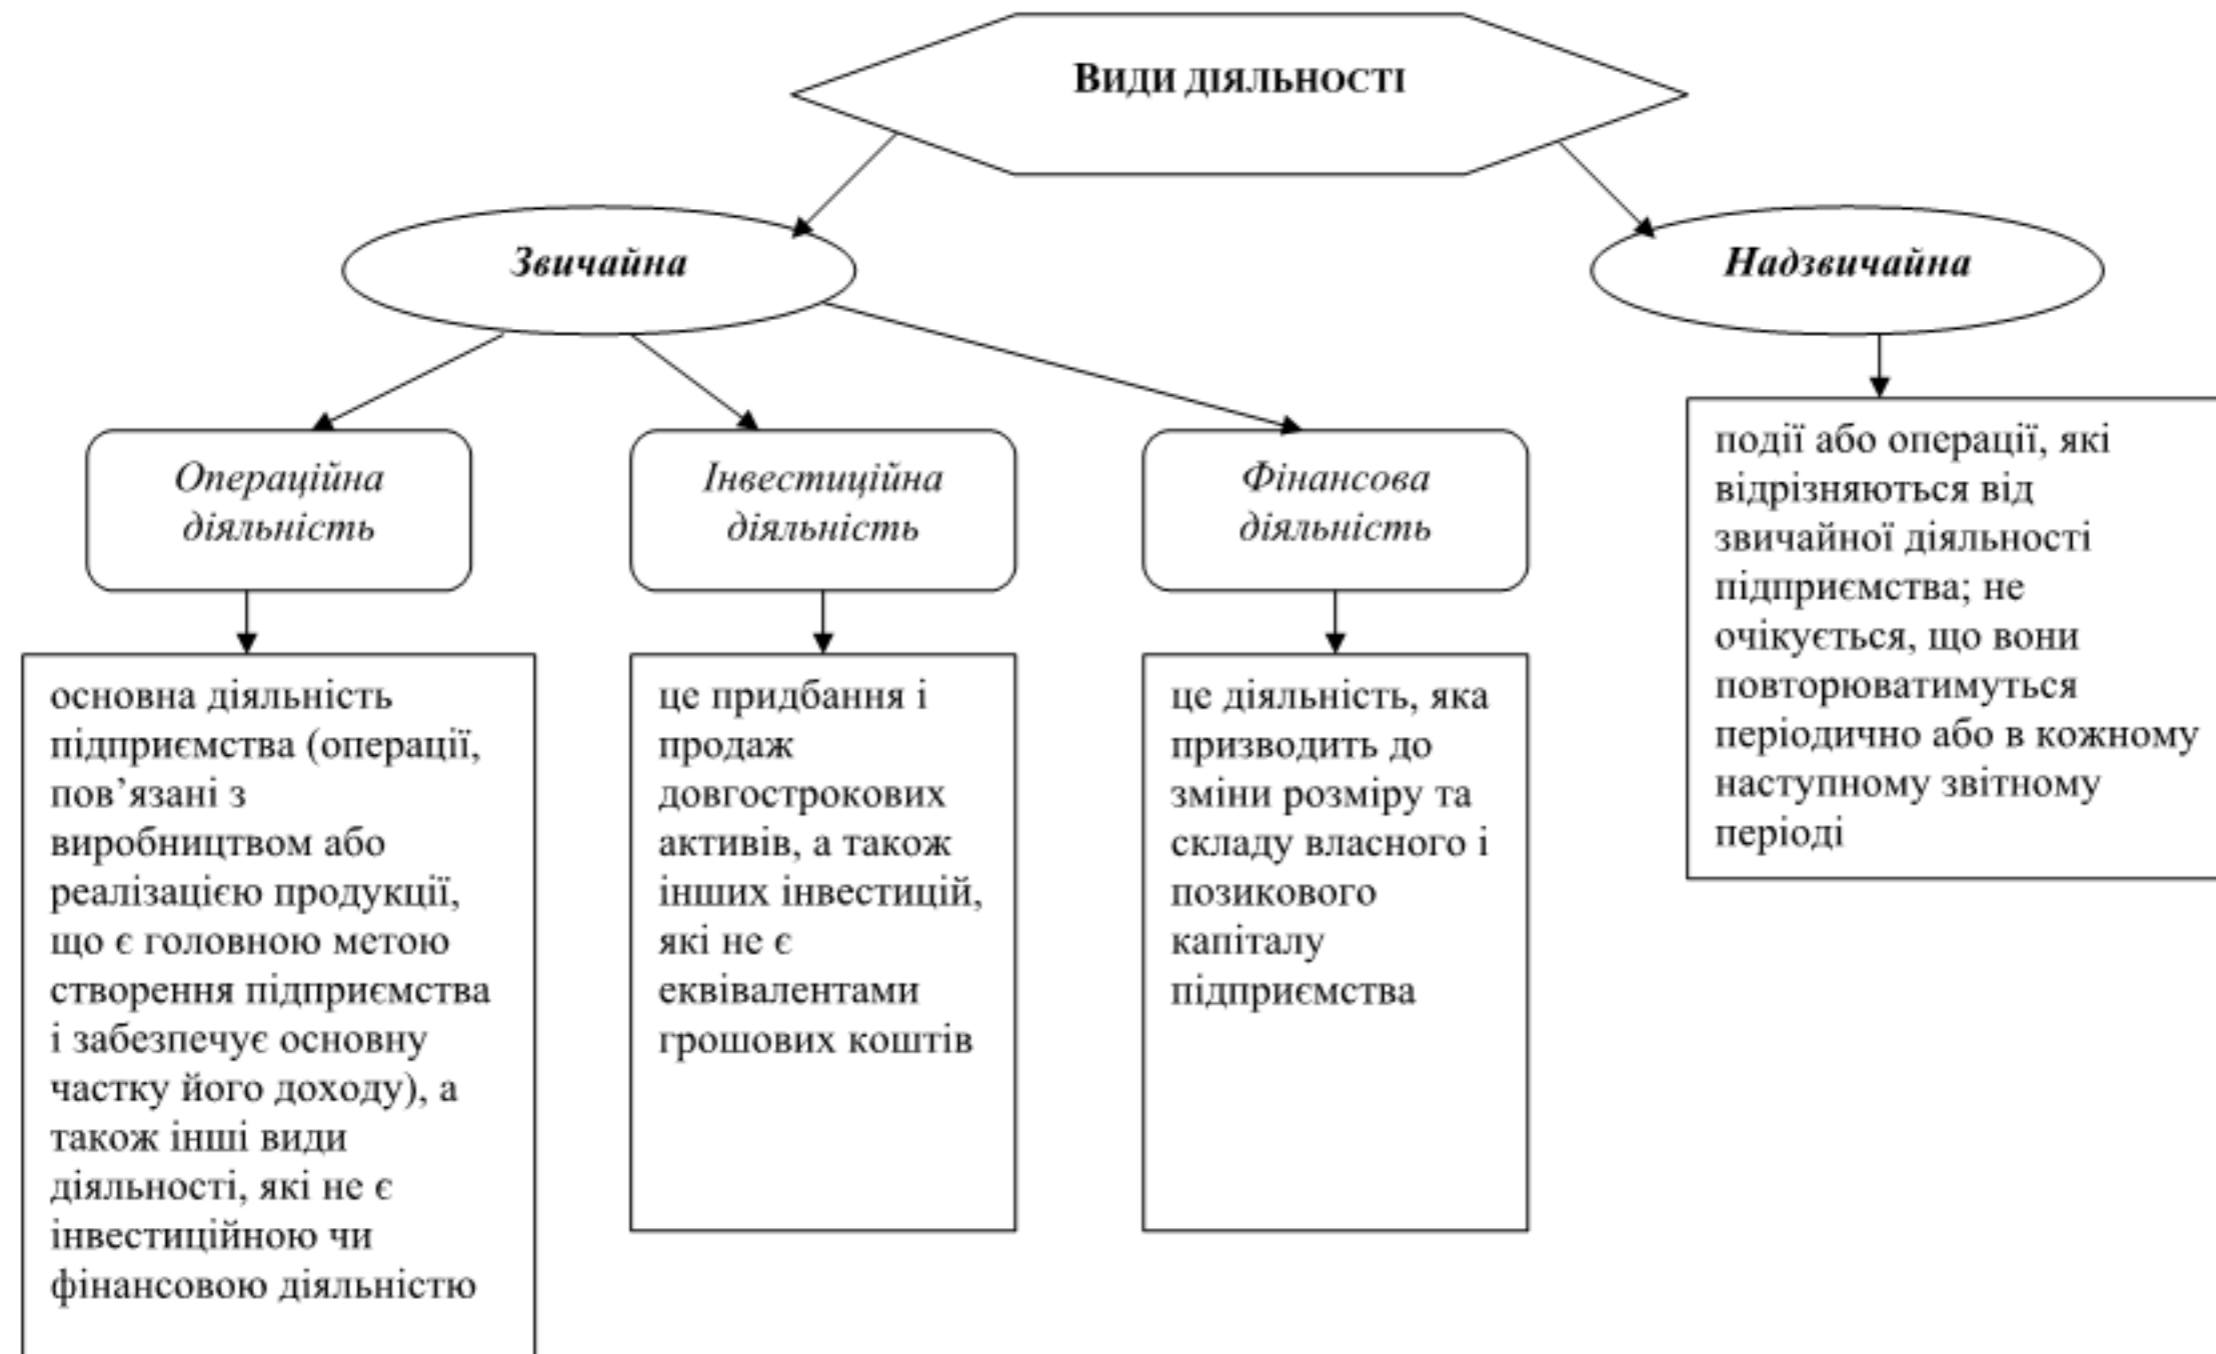 Види діяльності
Звичайна
Надзвичайна
Операційна
діяльність
Інвестиційна
діяльність
Фінансова
діяльність
події або операції, які
відрізняються від
звичайної діяльності
підприємства; не
очікується, що вони
повторюватимуться
періодично або в кожному
наступному звітному
періоді
основна діяльність
підприємства (операції,
пов’язані з
виробництвом або
реалізацією продукції,
що є головною метою
створення підприємства
і забезпечує основну
частку його доходу), а
також інші види
діяльності, які не є
інвестиційною чи
фінансовою діяльністю
це придбання і
продаж
довгострокових
активів, а також
інших інвестицій,
які не є
еквівалентами
грошових коштів
це діяльність, яка
призводить до
зміни розміру та
складу власного і
позикового
капіталу
підприємства